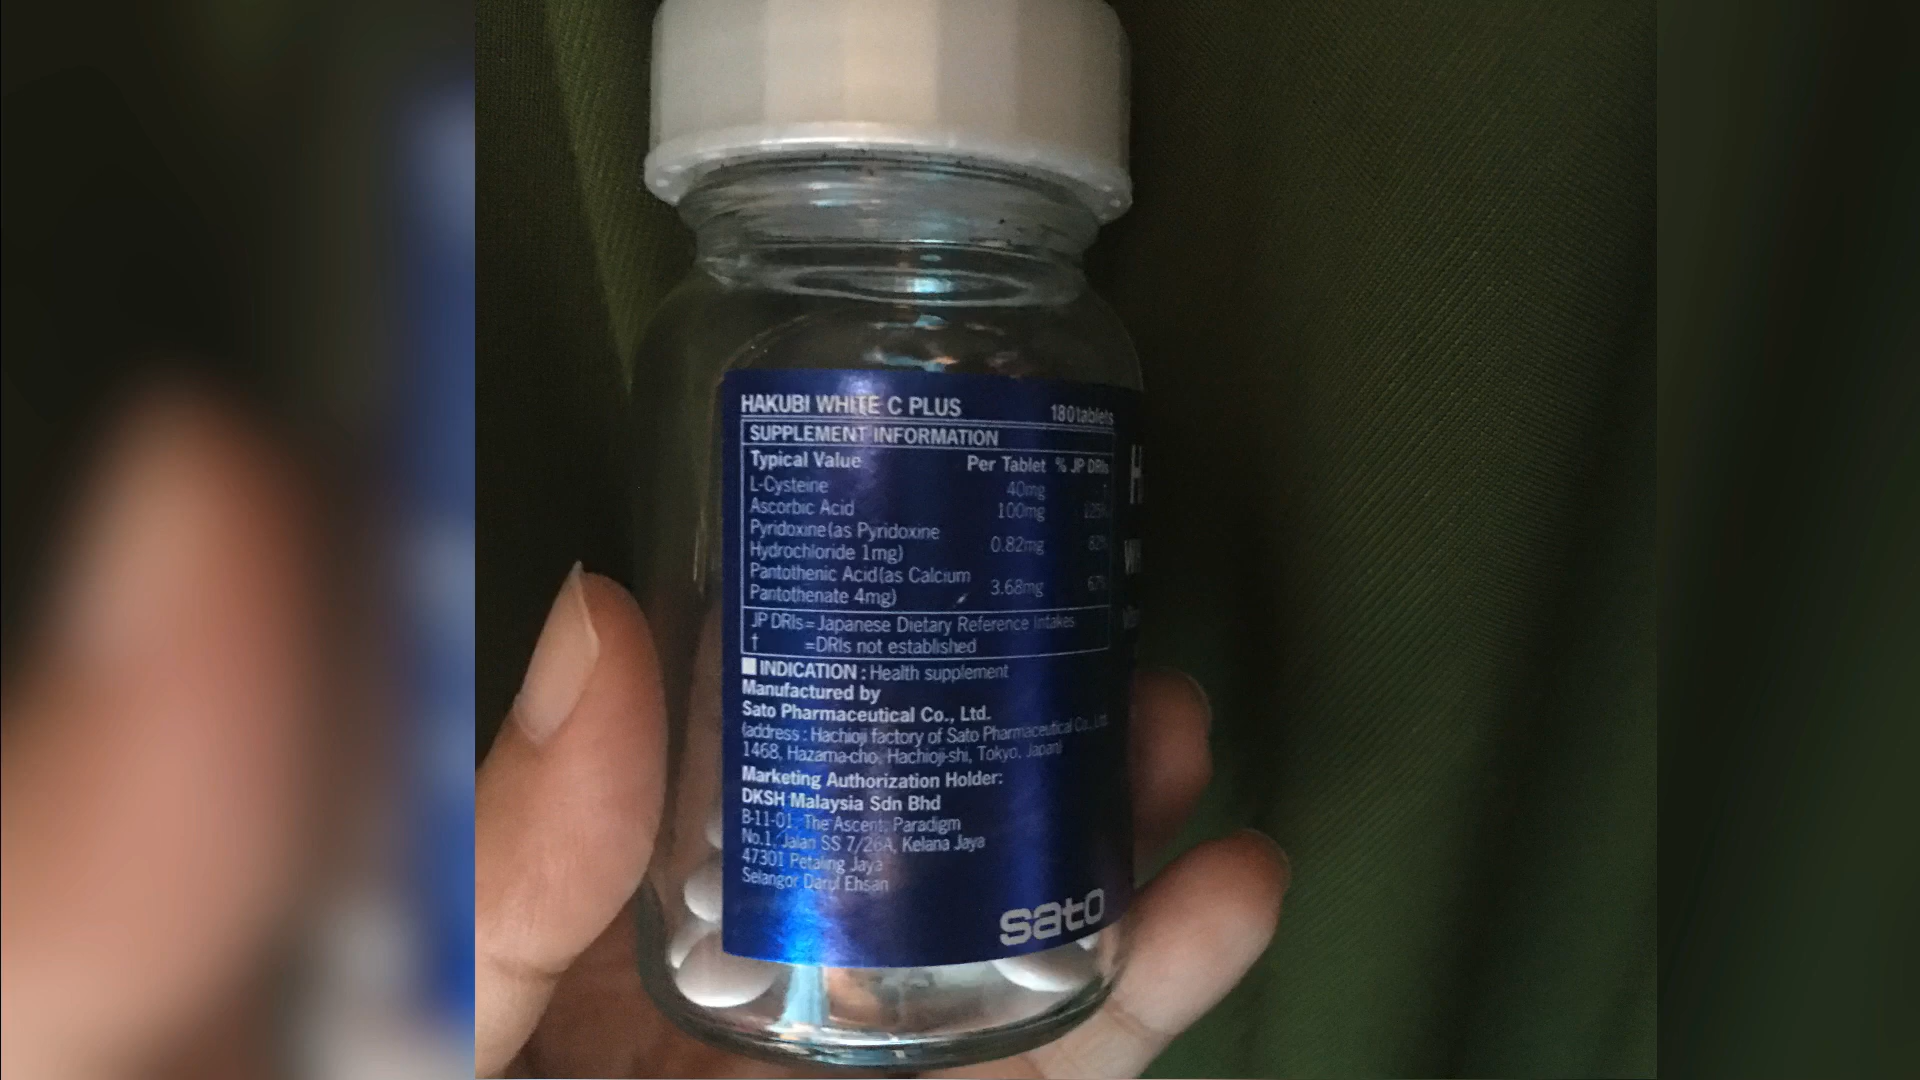 HAKUBI WHITE C PLUS 180tablets
SUPPLEMENT INFORMATION
Typical Value Per Tablet % JP DRIs
L-Cysteine 40mg †
Ascorbic Acid 100mg 125%
Pyridoxine(as Pyridoxine
Hydrochloride 1mg) 0.82mg 82%
Pantothenic Acid(as Calcium
Pantothenate 4mg) 3.68mg 67%
JP DRIs=Japanese Dietary Reference Intakes
† =DRIs not established
■INDICATION : Health supplement
Manufactured by
Sato Pharmaceutical Co., Ltd.
(address : Hachioji factory of Sato Pharmaceutical Co., Ltd.
1468, Hazama-cho, Hachioji-shi, Tokyo, Japan)
Marketing Authorization Holder:
DKSH Malaysia Sdn Bhd
B-11-01, The Ascent, Paradigm
No.1, Jalan SS 7/26A, Kelana Jaya
47301 Petaling Jaya
Selangor Darul Ehsan
sato